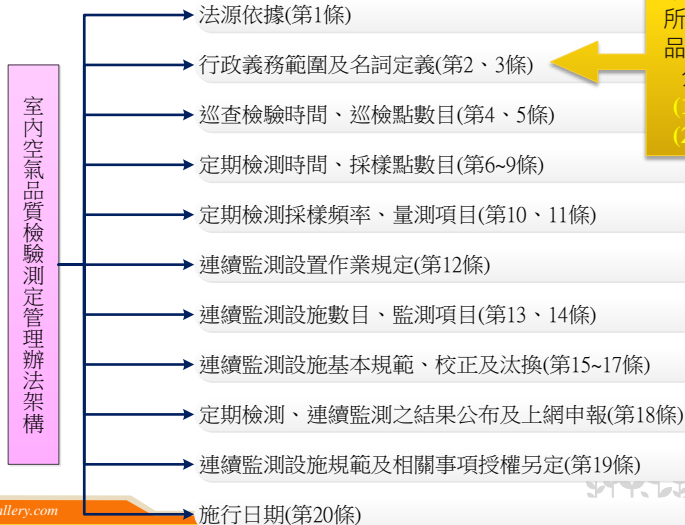 室內空氣品質檢驗測定管理辦法架構
法源依據(第1條)
行政義務範圍及名詞定義(第2、3條)
巡查檢驗時間、巡檢點數目(第4、5條)
定期檢測時間、採樣點數目(第6~9條)
定期檢測採樣頻率、量測項目(第10、11條)
連續監測設置作業規定(第12條)
連續監測設施數目、監測項目(第13、14條)
連續監測設施基本規範、校正及汰換(第15~17條)
定期檢測、連續監測之結果公布及上網申報(第18條)
連續監測設施規範及相關事項授權另定(第19條)
施行日期(第20條)
所
品
(1
(2
allery.com